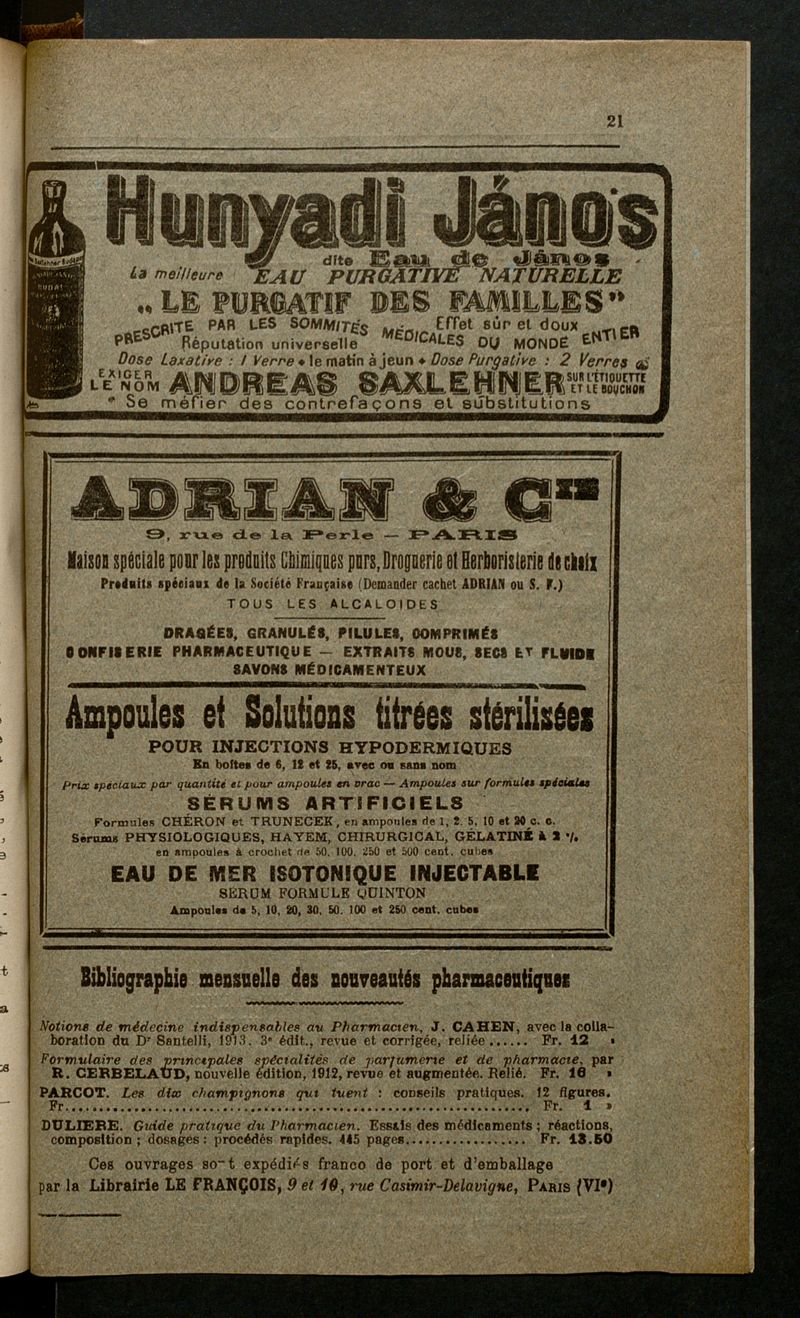 21
Hunyadi János
dite Eau de János
La meilleure EAU PURGATIVE NATURELLE
„ LE PURGATIF DES FAMILLES”
PRESCRITE PAR LES SOMMITÉS MÉDICALES DU MONDE ENTIER
Effet sûr et doux
Réputation universelle
Dose Laxative : 1 Verre • le matin à jeun • Dose Purgative : 2 Verres
EXIGER LE NOM ANDREAS SAXLEHNER SUR L'ÉTIQUETTE ET LE BOUCHON
Se méfier des contrefaçons et substitutions
ADRIAN & Cie
9, rue de la Perle — PARIS
Maison spéciale pour les produits Chimiques purs, Droguerie et Herboristerie de choix
Produits spéciaux de la Société Française (Demander cachet ADRIAN ou S. F.)
TOUS LES ALCALOIDES
DRAGÉES, GRANULÉS, PILULES, COMPRIMÉS
CONFISERIE PHARMACEUTIQUE — EXTRAITS MOUS, SECS ET FLUIDE
SAVONS MÉDICAMENTEUX
Ampoules et Solutions titrées stérilisées
POUR INJECTIONS HYPODERMIQUES
En boîtes de 6, 12 et 25, avec ou sans nom
Prix spéciaux par quantité et pour ampoules en vrac — Ampoules sur formules spéciales
SÉRUMS ARTIFICIELS
Formules CHÉRON et TRUNECEK, en ampoules de 1, 2, 5, 10 et 20 c. c.
Sérums PHYSIOLOGIQUES, HAYEM, CHIRURGICAL, GÉLATINÉ à 2 %
en ampoules à crochet de 50, 100, 250 et 500 cent. cubes
EAU DE MER ISOTONIQUE INJECTABLE
SÉRUM FORMULE QUINTON
Ampoules de 5, 10, 20, 30, 50, 100 et 250 cent. cubes
Bibliographie mensuelle des nouveautés pharmaceutiques
Notions de médecine indispensables au Pharmacien, J. CAHEN, avec la colla-
boration du Dr Santelli, 1913. 3e édit., revue et corrigée, reliée...... Fr. 12 »
Formulaire des principales spécialités de parfumerie et de pharmacie, par
R. CERBELAUD, nouvelle édition, 1912, revue et augmentée. Relié. Fr. 16 »
PARCOT. Les dix champignons qui tuent : conseils pratiques. 12 figures.
Fr................................................................ Fr. 1 »
DULIERE. Guide pratique du Pharmacien. Essais des médicaments ; réactions,
composition ; dosages : procédés rapides. 445 pages.................. Fr. 13.50
Ces ouvrages so t expédiés franco de port et d'emballage
par la Librairie LE FRANÇOIS, 9 et 10, rue Casimir-Delavigne, PARIS (VIe)